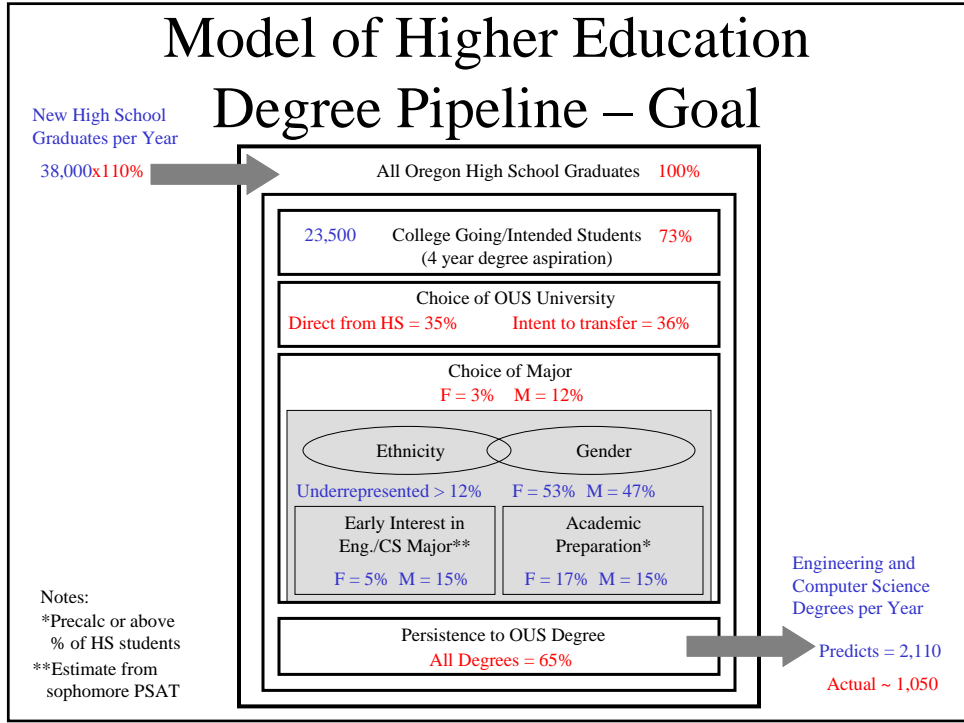 Model of Higher Education
Degree Pipeline – Goal
New High School
Graduates per Year
38,000x110%
All Oregon High School Graduates 100%
23,500 College Going/Intended Students 73%
(4 year degree aspiration)
Choice of OUS University
Direct from HS = 35% Intent to transfer = 36%
Choice of Major
F = 3% M = 12%
Ethnicity Gender
Underrepresented > 12% F = 53% M = 47%
Early Interest in
Eng./CS Major**
F = 5% M = 15%
Academic
Preparation*
F = 17% M = 15%
Persistence to OUS Degree
All Degrees = 65%
Engineering and
Computer Science
Degrees per Year
Predicts = 2,110
Actual ~ 1,050
Notes:
*Precalc or above
% of HS students
**Estimate from
sophomore PSAT